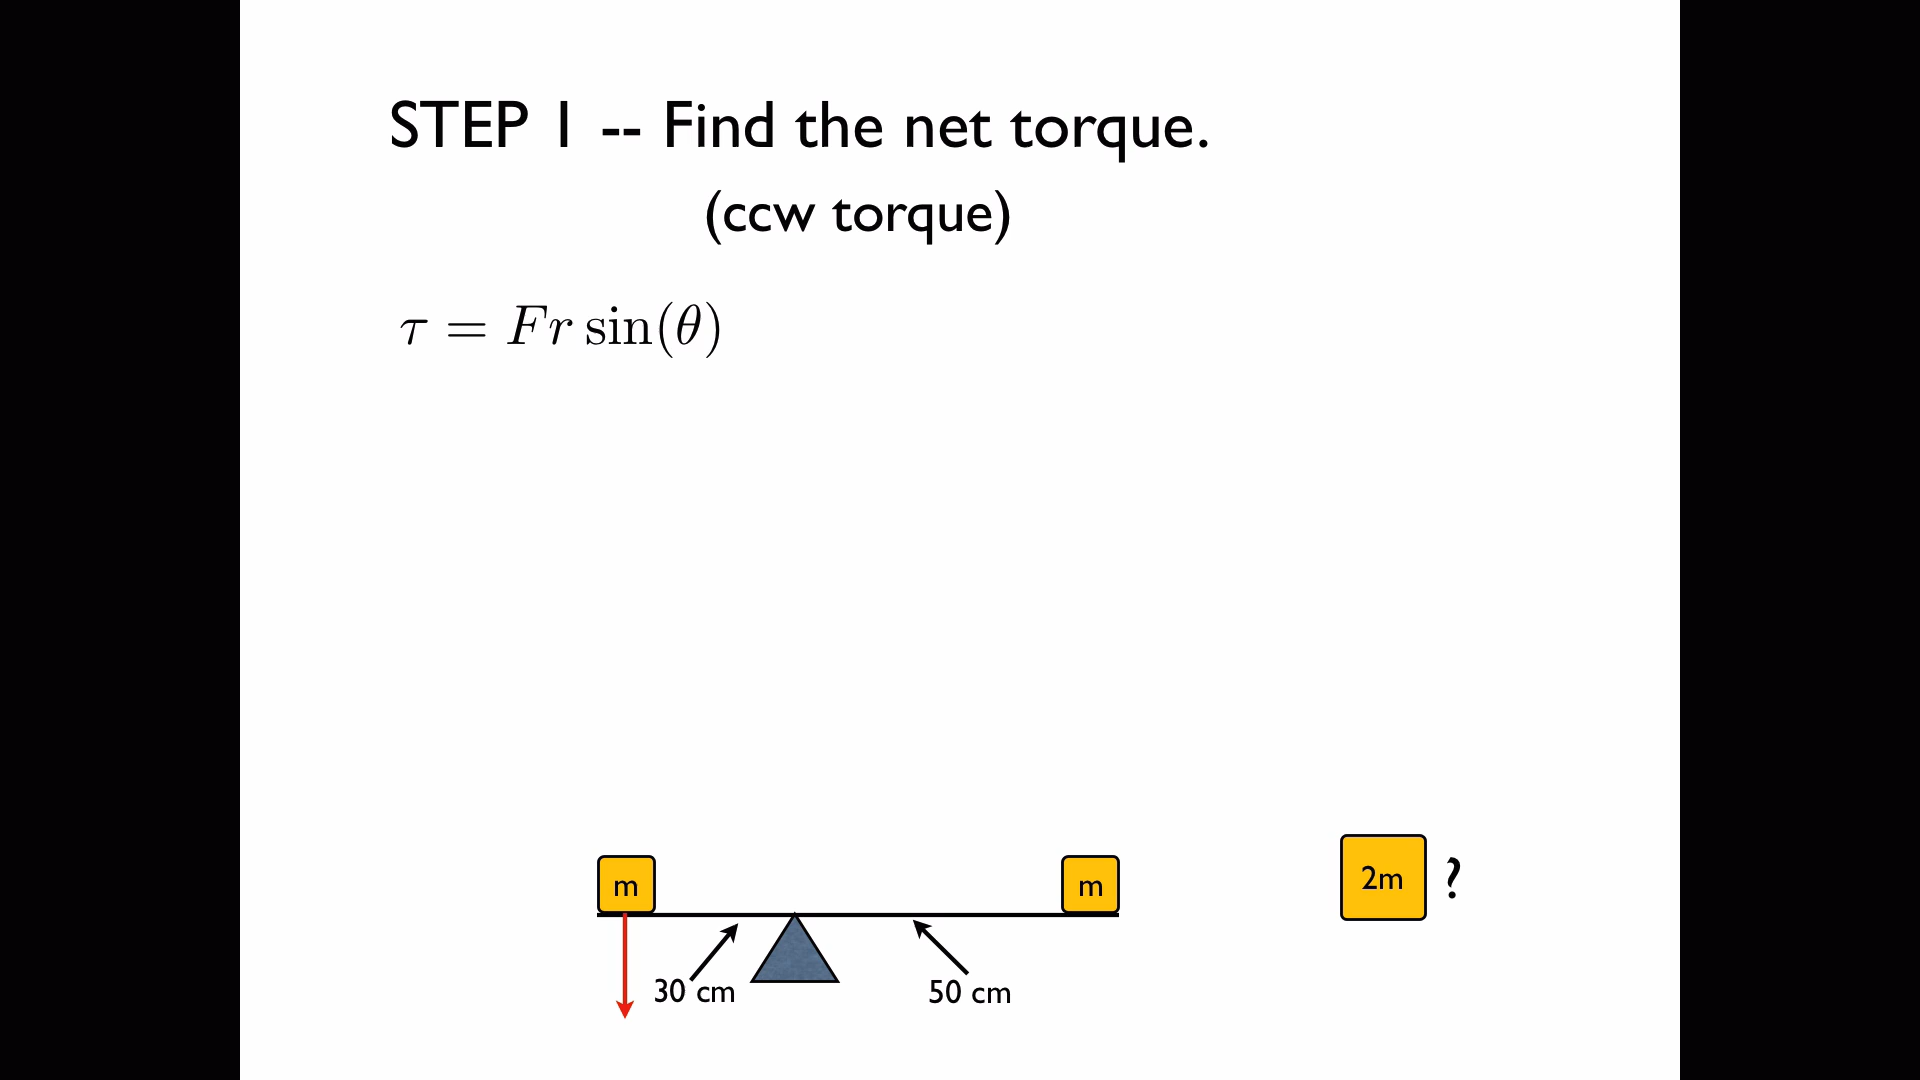 STEP 1 -- Find the net torque.
(ccw torque)
τ = Fr sin(θ)
m
m
2m ?
30 cm
50 cm